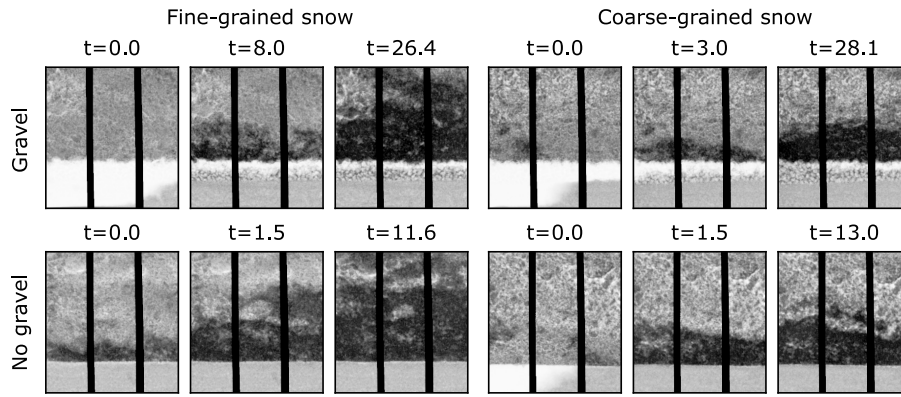 Fine-grained snow
Coarse-grained snow
t=0.0
t=8.0
t=26.4
t=0.0
t=3.0
t=28.1
Gravel
t=0.0
t=1.5
t=11.6
t=0.0
t=1.5
t=13.0
No gravel